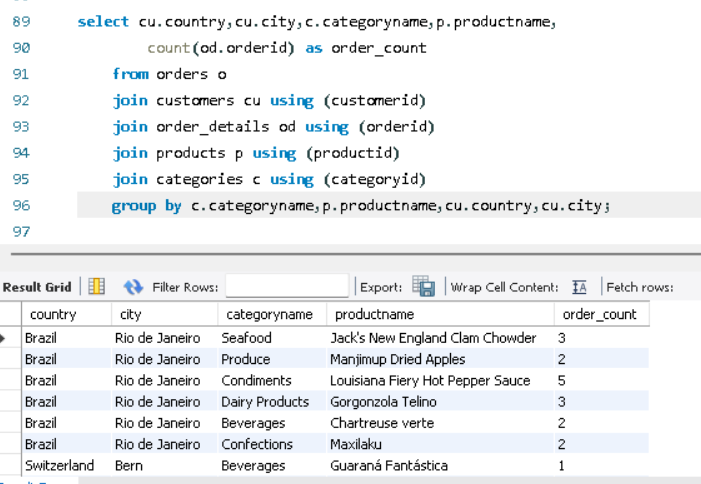 89 select cu.country,cu.city,c.categoryname,p.productname,
90 count(od.orderid) as order_count
91 from orders o
92 join customers cu using (customerid)
93 join order_details od using (orderid)
94 join products p using (productid)
95 join categories c using (categoryid)
96 group by c.categoryname,p.productname,cu.country,cu.city;
97
Result Grid Filter Rows: Export: Wrap Cell Content: Fetch rows:
country city categoryname productname order_count
Brazil Rio de Janeiro Seafood Jack's New England Clam Chowder 3
Brazil Rio de Janeiro Produce Manjimup Dried Apples 2
Brazil Rio de Janeiro Condiments Louisiana Fiery Hot Pepper Sauce 5
Brazil Rio de Janeiro Dairy Products Gorgonzola Telino 3
Brazil Rio de Janeiro Beverages Chartreuse verte 2
Brazil Rio de Janeiro Confections Maxilaku 2
Switzerland Bern Beverages Guaraná Fantástica 1